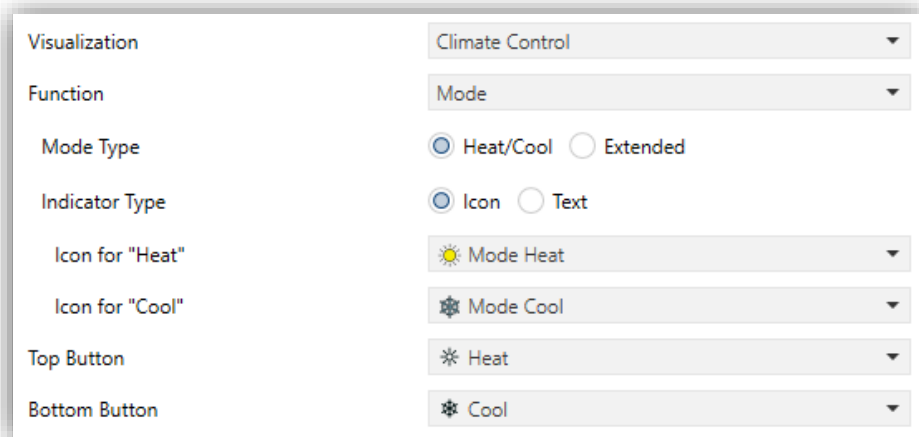 Visualization Climate Control
Function Mode
Mode Type Heat/Cool Extended
Indicator Type Icon Text
Icon for "Heat" Mode Heat
Icon for "Cool" Mode Cool
Top Button Heat
Bottom Button Cool